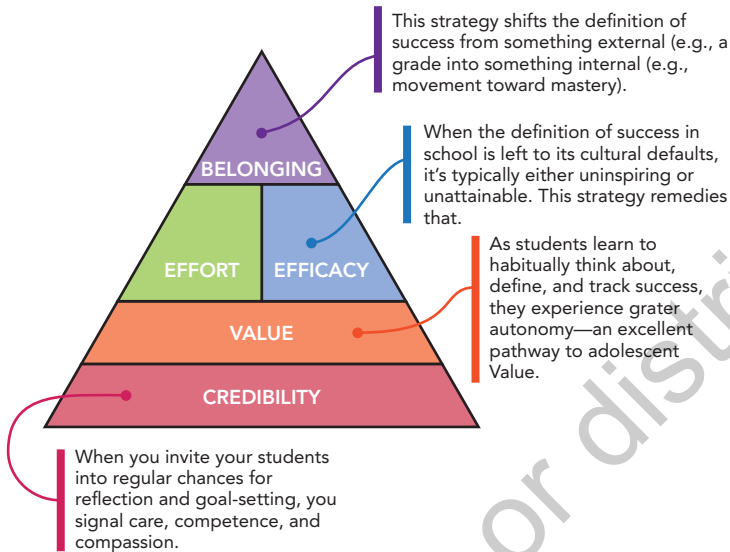 This strategy shifts the definition of
success from something external (e.g., a
grade into something internal (e.g.,
movement toward mastery).
When the definition of success in
school is left to its cultural defaults,
it's typically either uninspiring or
unattainable. This strategy remedies
that.
BELONGING
EFFORT
EFFICACY
As students learn to
habitually think about,
define, and track success,
they experience grater
autonomy—an excellent
pathway to adolescent
Value.
VALUE
CREDIBILITY
When you invite your students
into regular chances for
reflection and goal-setting, you
signal care, competence, and
compassion.
or distri